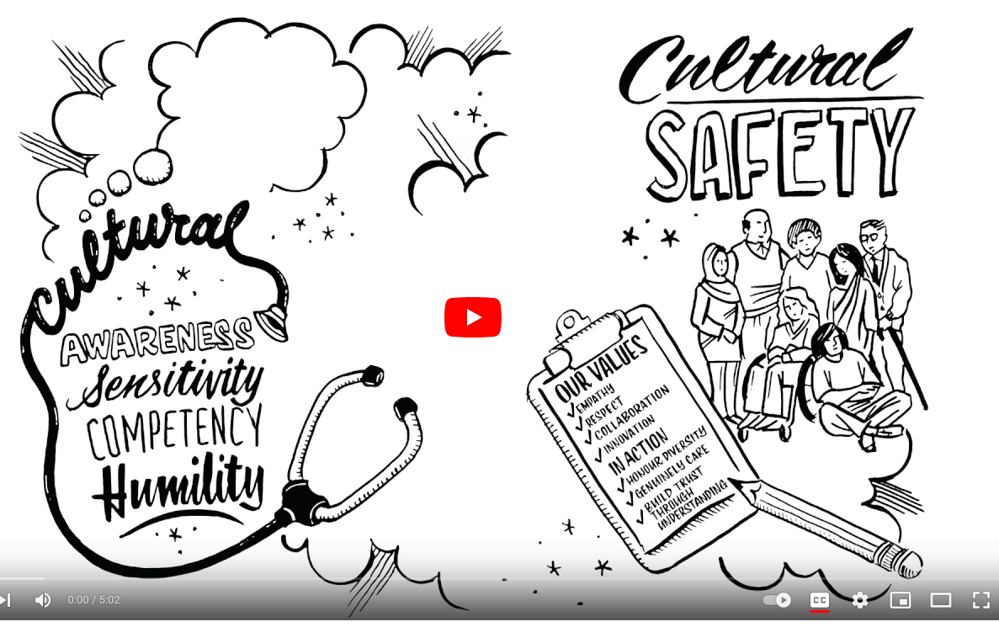 cultural
AWARENESS
Sensitivity
COMPETENCY
Humility
Cultural
SAFETY
OUR VALUES
✓ EMPATHY
✓ RESPECT
✓ COLLABORATION
✓ INNOVATION
IN ACTION
✓ HONOUR DIVERSITY
✓ GENUINELY CARE
✓ BUILD TRUST
THROUGH
UNDERSTANDING
0:00 / 5:02
CC